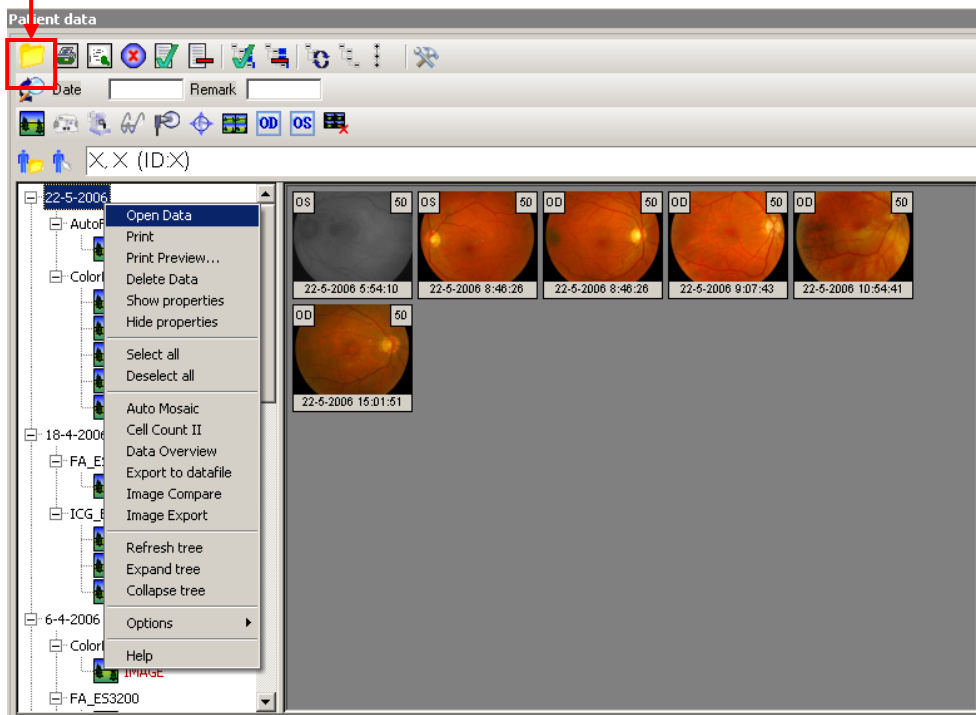 Patient data
Date Remark
OD OS
X, X (ID:X)
22-5-2006
Open Data
Print
Print Preview...
Delete Data
Show properties
Hide properties
Select all
Deselect all
Auto Mosaic
Cell Count II
Data Overview
Export to datafile
Image Compare
Image Export
Refresh tree
Expand tree
Collapse tree
Options
Help
18-4-2006
6-4-2006
IMAGE
FA_ES3200
OS 50 OS 50 OD 50 OD 50 OD 50
22-5-2006 5:54:10 22-5-2006 8:46:26 22-5-2006 8:46:26 22-5-2006 9:07:43 22-5-2006 10:54:41
OD 50
22-5-2006 15:01:51